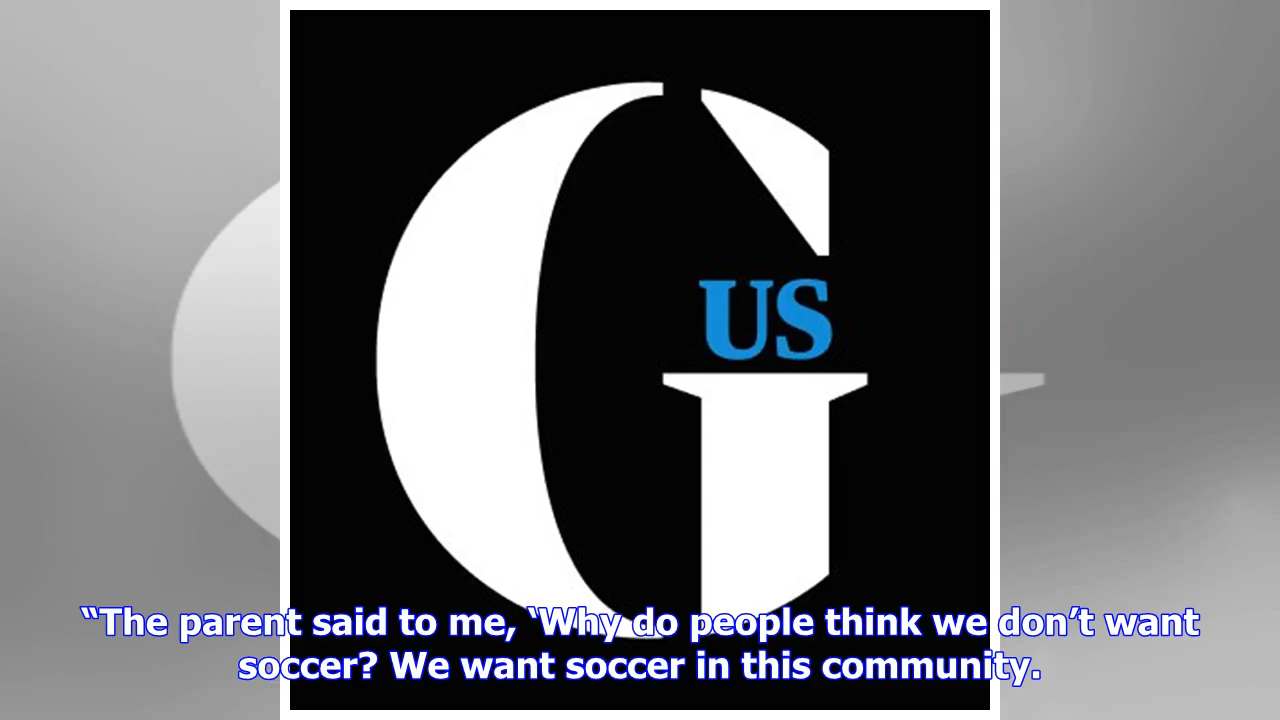 G
US
“The parent said to me, ‘Why do people think we don’t want
soccer? We want soccer in this community.